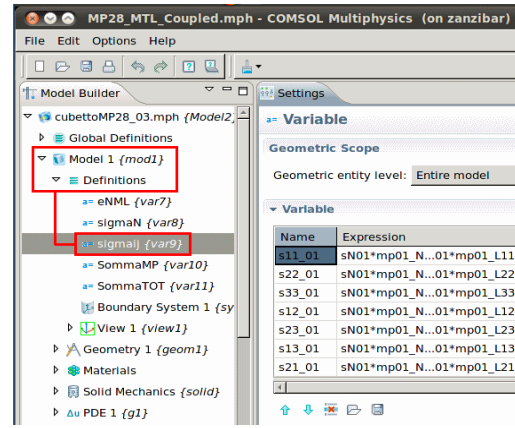 MP28_MTL_Coupled.mph - COMSOL Multiphysics (on zanzibar)
File Edit Options Help
Model Builder
cubettoMP28_03.mph {Model2
Global Definitions
Model 1 {mod1}
Definitions
a= eNML {var7}
a= sigmaN {var8}
a= sigmaij {var9}
a= SommaMP {var10}
a= SommaTOT {var11}
Boundary System 1 {sy
View 1 {view1}
Geometry 1 {geom1}
Materials
Solid Mechanics {solid}
Δu PDE 1 {g1}
Settings
a= Variable
Geometric Scope
Geometric entity level: Entire model
Variable
Name Expression
s11_01 sN01*mp01_N...01*mp01_L11
s22_01 sN01*mp01_N...01*mp01_L22
s33_01 sN01*mp01_N...01*mp01_L33
s12_01 sN01*mp01_N...01*mp01_L12
s23_01 sN01*mp01_N...01*mp01_L23
s13_01 sN01*mp01_N...01*mp01_L13
s21_01 sN01*mp01_N...01*mp01_L21